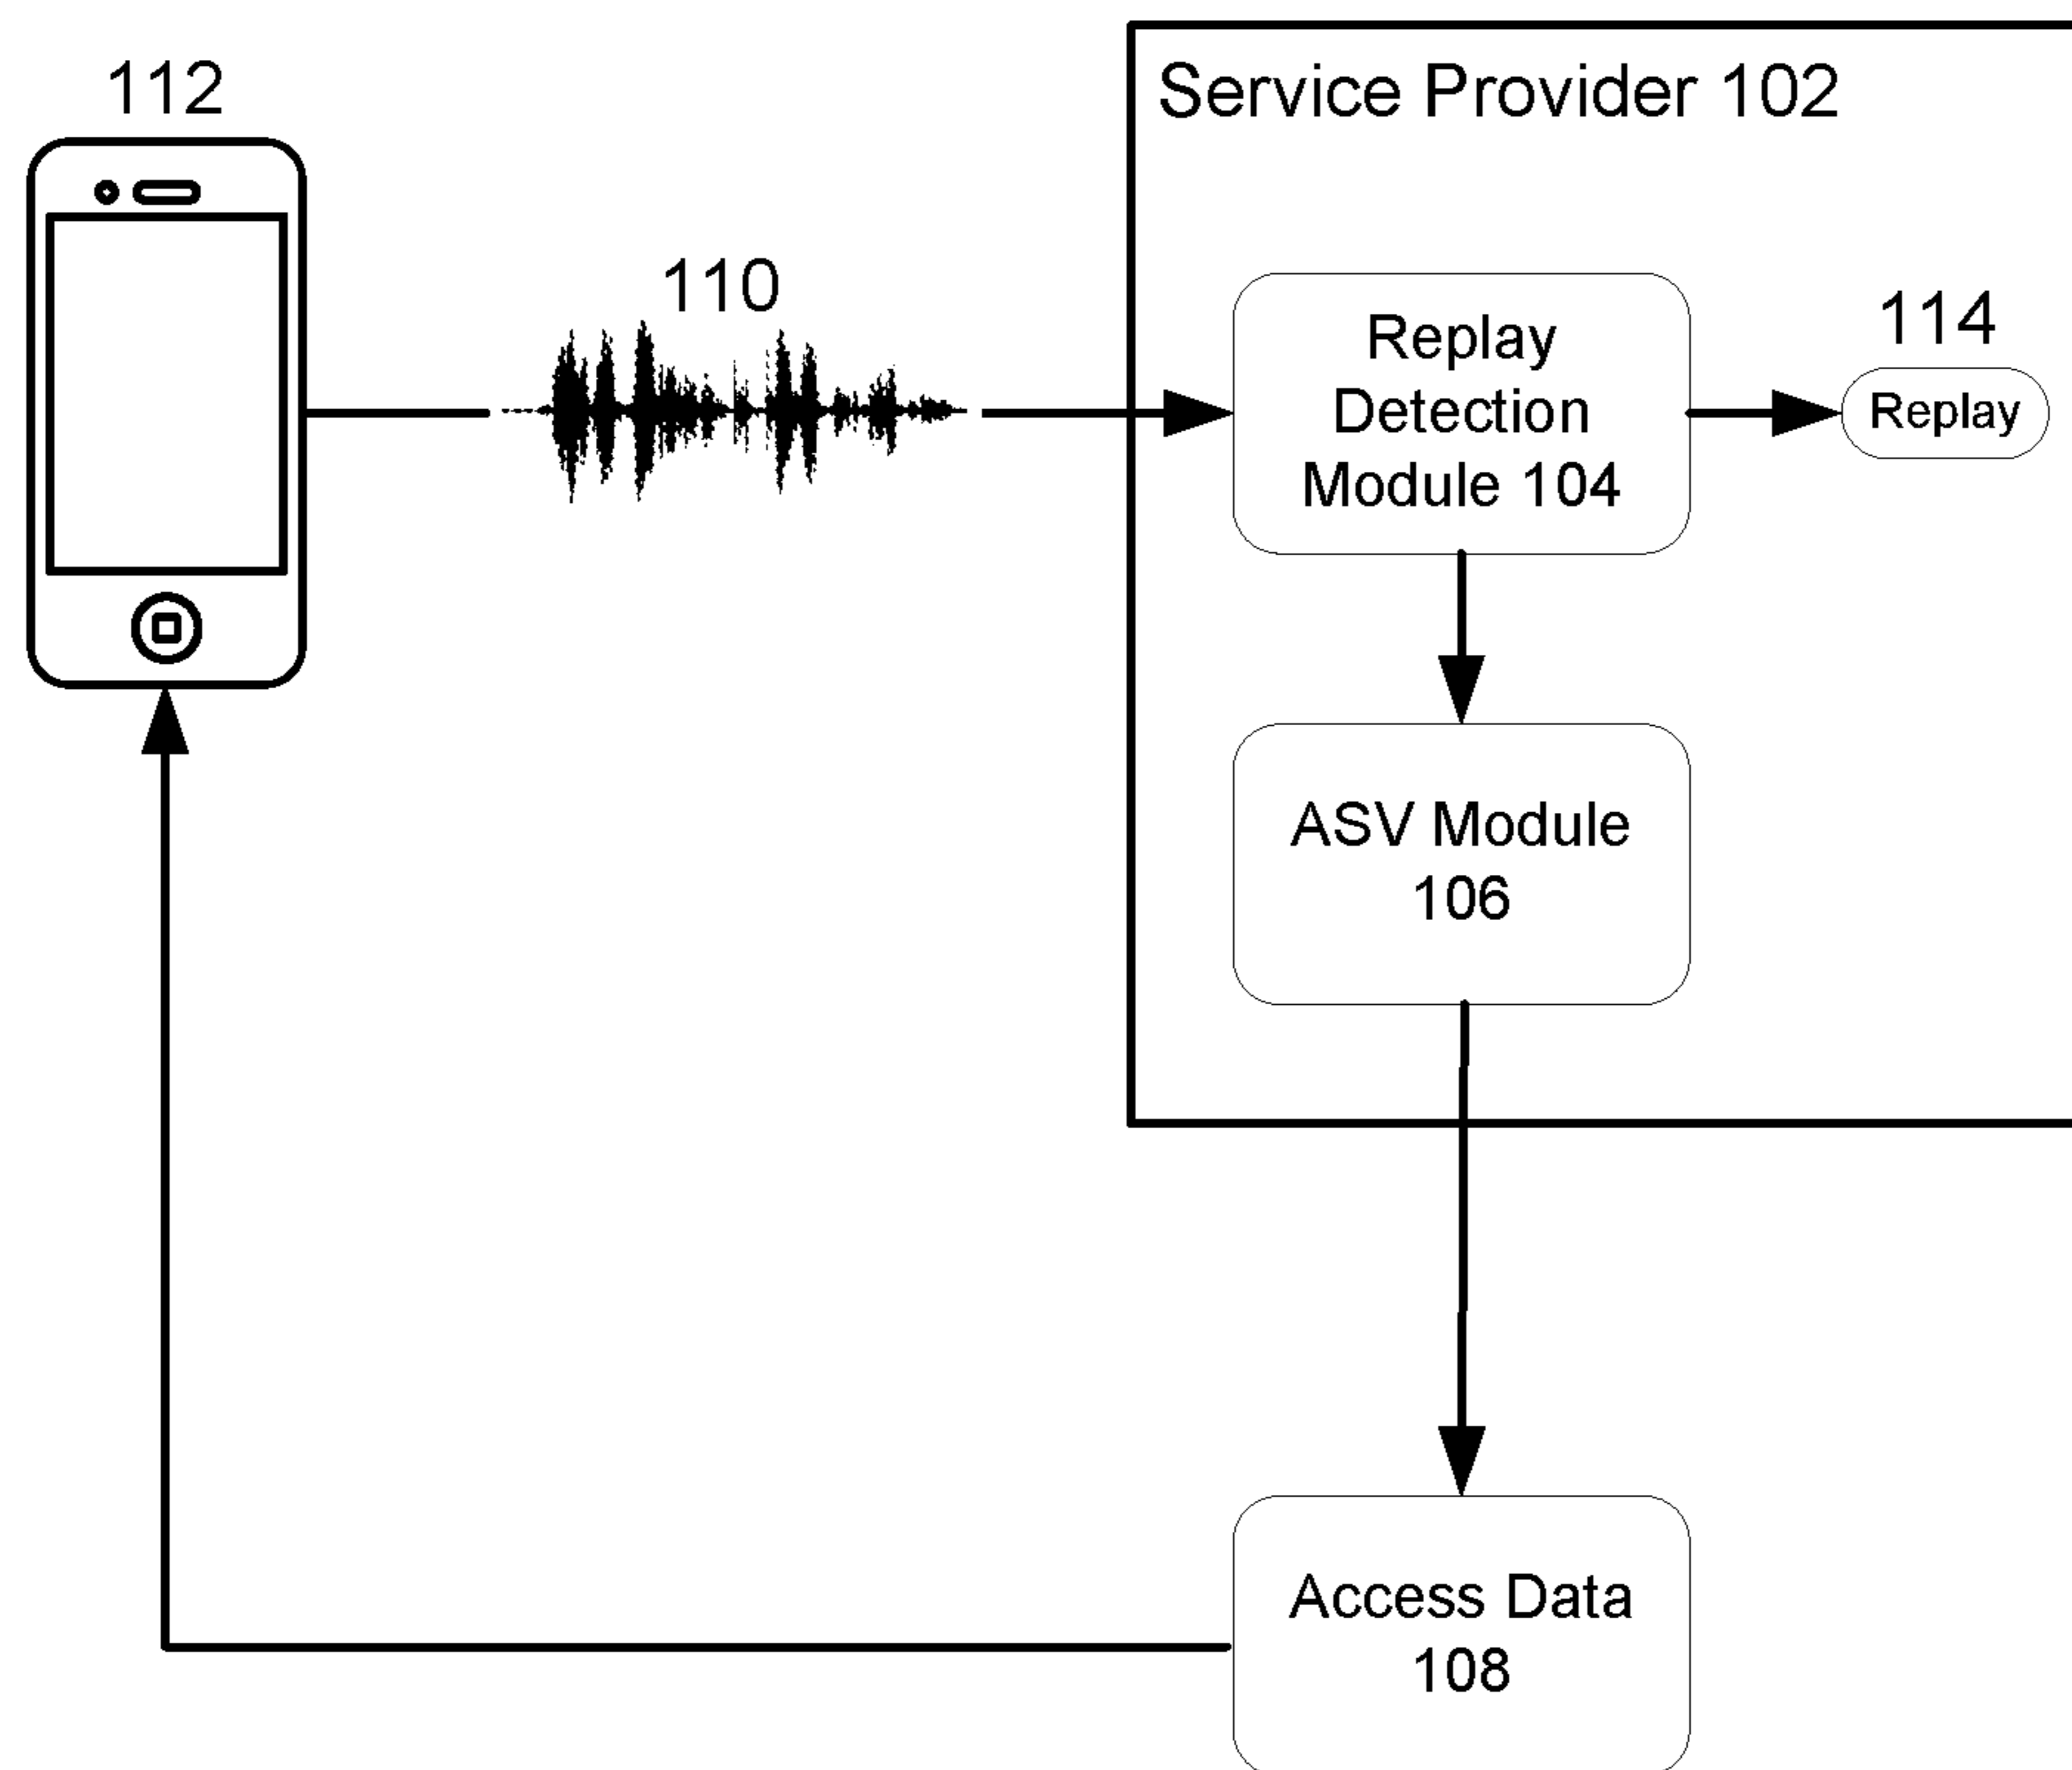 112
Service Provider 102
110
Replay
Detection
Module 104
114
Replay
ASV Module
106
Access Data
108